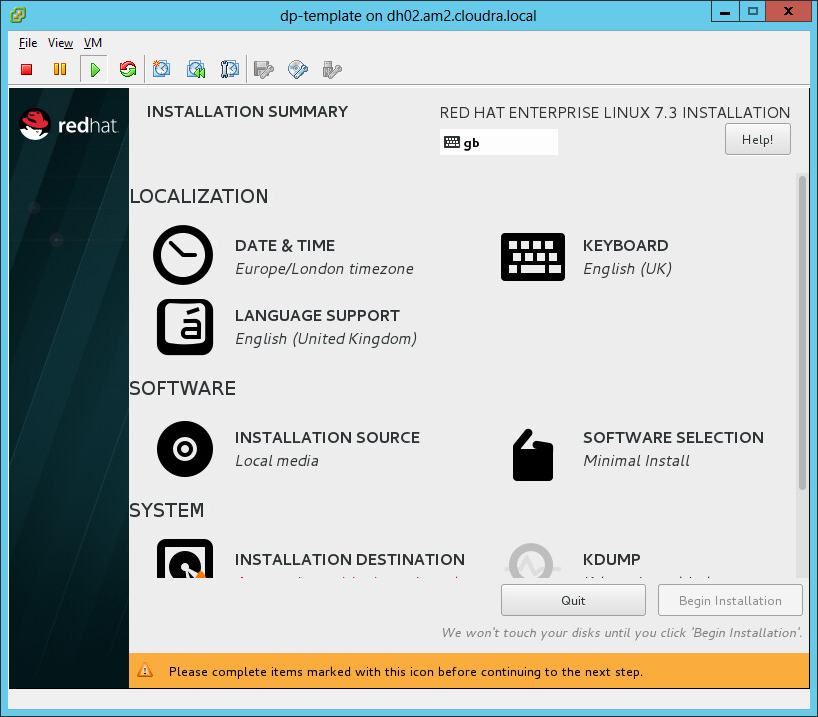 dp-template on dh02.am2.cloudra.local
File View VM
redhat.
INSTALLATION SUMMARY
RED HAT ENTERPRISE LINUX 7.3 INSTALLATION
gb
Help!
LOCALIZATION
DATE & TIME
Europe/London timezone
KEYBOARD
English (UK)
LANGUAGE SUPPORT
English (United Kingdom)
SOFTWARE
INSTALLATION SOURCE
Local media
SOFTWARE SELECTION
Minimal Install
SYSTEM
INSTALLATION DESTINATION
KDUMP
Quit
Begin Installation
We won't touch your disks until you click 'Begin Installation'.
Please complete items marked with this icon before continuing to the next step.